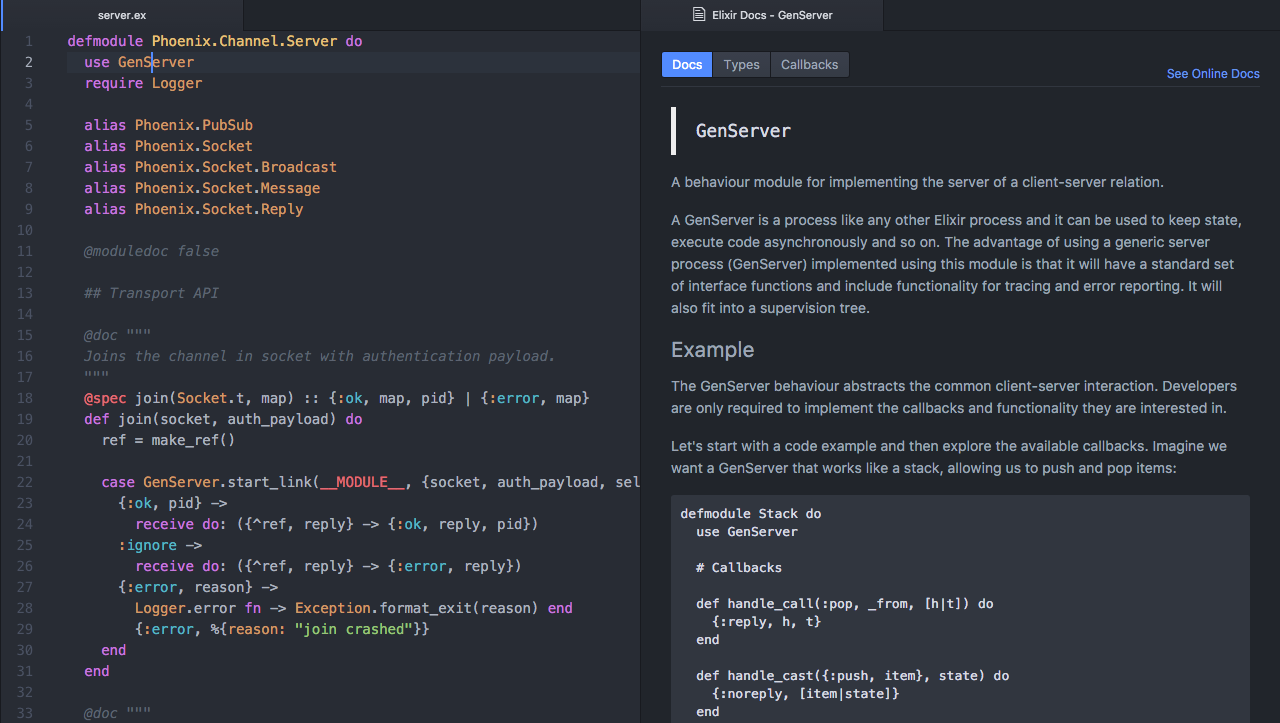 server.ex
1 defmodule Phoenix.Channel.Server do
2 use GenServer
3 require Logger
4
5 alias Phoenix.PubSub
6 alias Phoenix.Socket
7 alias Phoenix.Socket.Broadcast
8 alias Phoenix.Socket.Message
9 alias Phoenix.Socket.Reply
10
11 @moduledoc false
12
13 ## Transport API
14
15 @doc """
16 Joins the channel in socket with authentication payload.
17 """
18 @spec join(Socket.t, map) :: {:ok, map, pid} | {:error, map}
19 def join(socket, auth_payload) do
20 ref = make_ref()
21
22 case GenServer.start_link(__MODULE__, {socket, auth_payload, sel
23 {:ok, pid} ->
24 receive do: ({^ref, reply} -> {:ok, reply, pid})
25 :ignore ->
26 receive do: ({^ref, reply} -> {:error, reply})
27 {:error, reason} ->
28 Logger.error fn -> Exception.format_exit(reason) end
29 {:error, %{reason: "join crashed"}}
30 end
31 end
32
33 @doc """
Elixir Docs - GenServer
Docs Types Callbacks
See Online Docs
GenServer
A behaviour module for implementing the server of a client-server relation.
A GenServer is a process like any other Elixir process and it can be used to keep state,
execute code asynchronously and so on. The advantage of using a generic server
process (GenServer) implemented using this module is that it will have a standard set
of interface functions and include functionality for tracing and error reporting. It will
also fit into a supervision tree.
Example
The GenServer behaviour abstracts the common client-server interaction. Developers
are only required to implement the callbacks and functionality they are interested in.
Let's start with a code example and then explore the available callbacks. Imagine we
want a GenServer that works like a stack, allowing us to push and pop items:
defmodule Stack do
use GenServer
# Callbacks
def handle_call(:pop, _from, [h|t]) do
{:reply, h, t}
end
def handle_cast({:push, item}, state) do
{:noreply, [item|state]}
end